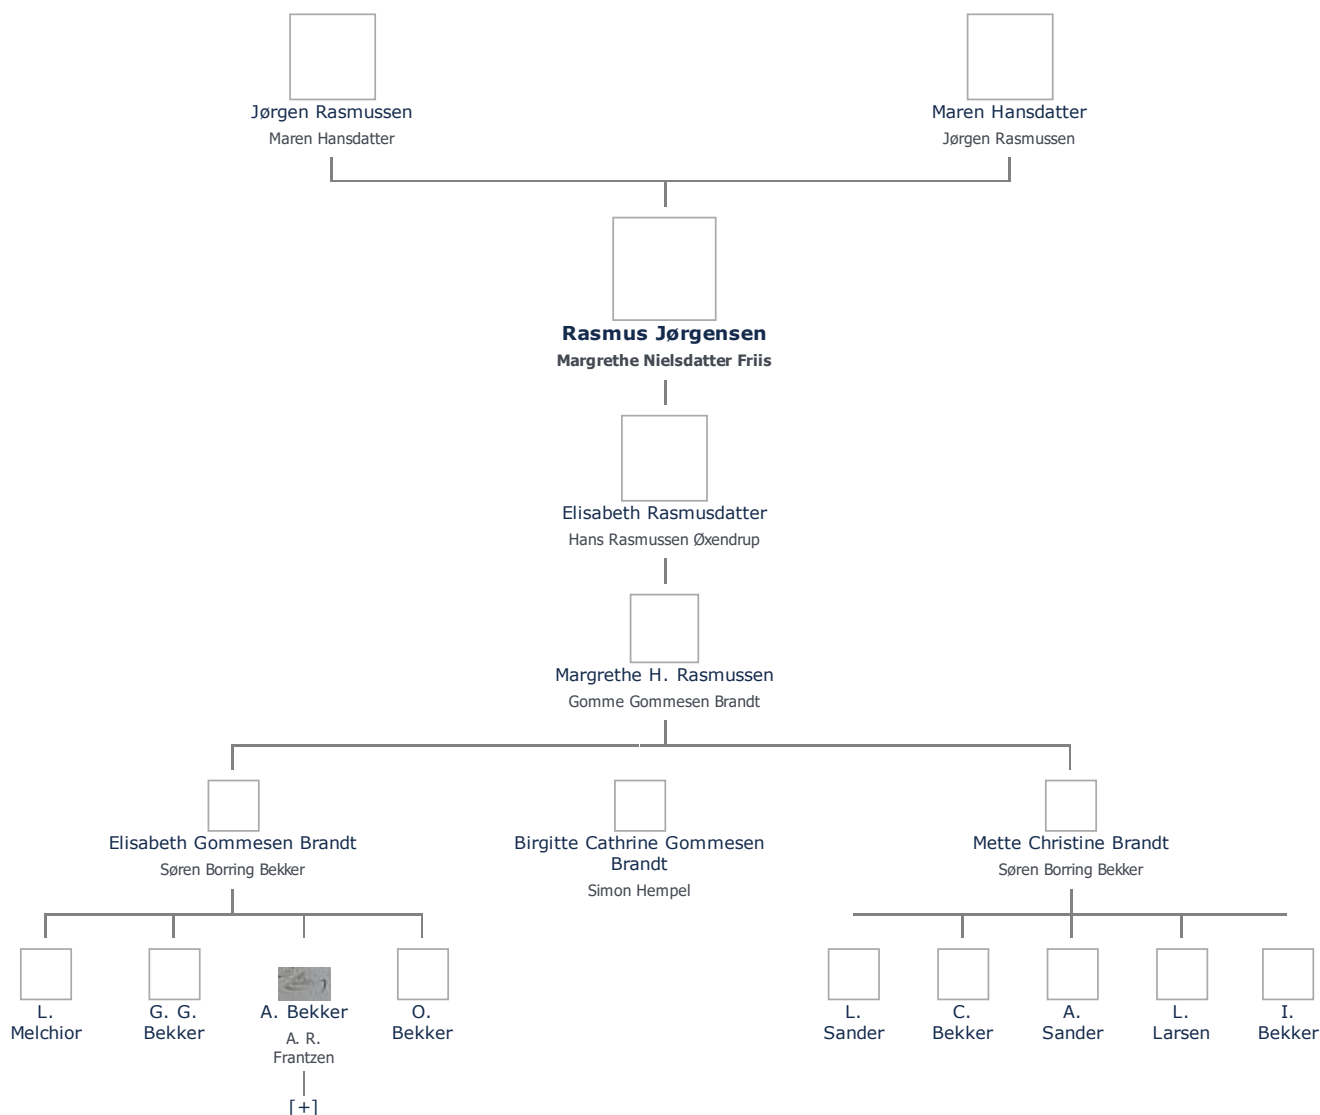 Jørgen Rasmussen
Maren Hansdatter
Maren Hansdatter
Jørgen Rasmussen
Rasmus Jørgensen
Margrethe Nielsdatter Friis
Elisabeth Rasmusdatter
Hans Rasmussen Øxendrup
Margrethe H. Rasmussen
Gomme Gommesen Brandt
Elisabeth Gommesen Brandt
Søren Borring Bekker
Birgitte Cathrine Gommesen
Brandt
Simon Hempel
Mette Christine Brandt
Søren Borring Bekker
L.
Melchior
G. G.
Bekker
A. Bekker
A. R.
Frantzen
[+]
O.
Bekker
L.
Sander
C.
Bekker
A.
Sander
L.
Larsen
I.
Bekker